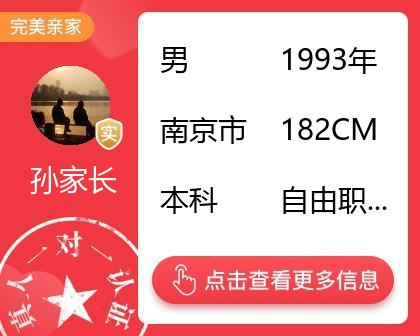 完美亲家
男 1993年
南京市 182CM
本科 自由职...
实
孙家长
真人一对一认证
点击查看更多信息